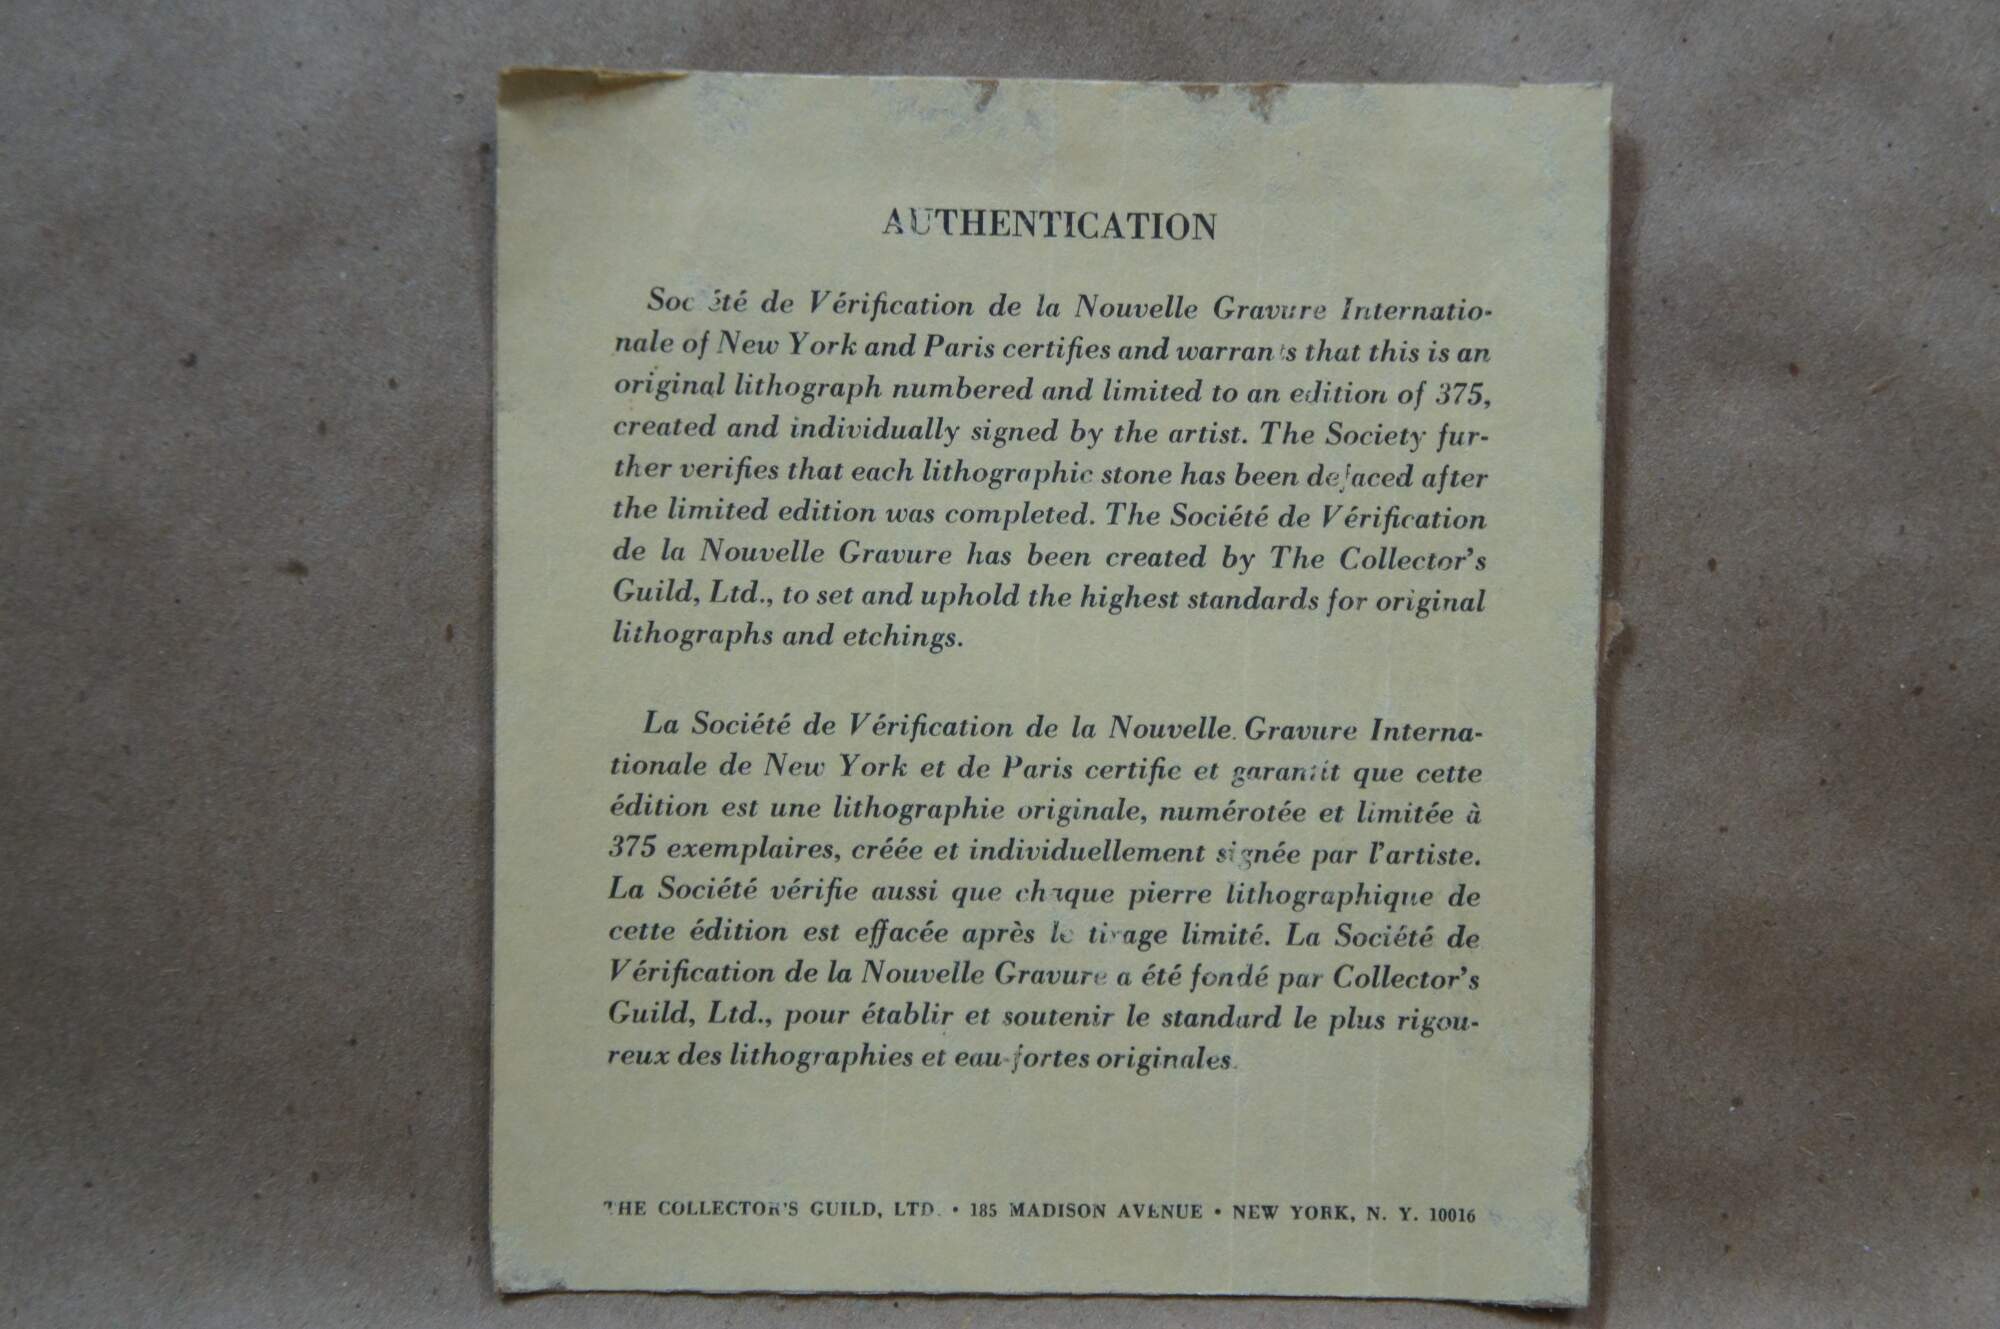 AUTHENTICATION
Société de Vérification de la Nouvelle Gravure Internatio-
nale of New York and Paris certifies and warrants that this is an
original lithograph numbered and limited to an edition of 375,
created and individually signed by the artist. The Society fur-
ther verifies that each lithographic stone has been defaced after
the limited edition was completed. The Société de Vérification
de la Nouvelle Gravure has been created by The Collector's
Guild, Ltd., to set and uphold the highest standards for original
lithographs and etchings.
La Société de Vérification de la Nouvelle Gravure Interna-
tionale de New York et de Paris certifie et garantit que cette
édition est une lithographie originale, numérotée et limitée à
375 exemplaires, créée et individuellement signée par l'artiste.
La Société vérifie aussi que chaque pierre lithographique de
cette édition est effacée après le tirage limité. La Société de
Vérification de la Nouvelle Gravure a été fondé par Collector's
Guild, Ltd., pour établir et soutenir le standard le plus rigou-
reux des lithographies et eau-fortes originales.
THE COLLECTOR'S GUILD, LTD. • 185 MADISON AVENUE • NEW YORK, N. Y. 10016